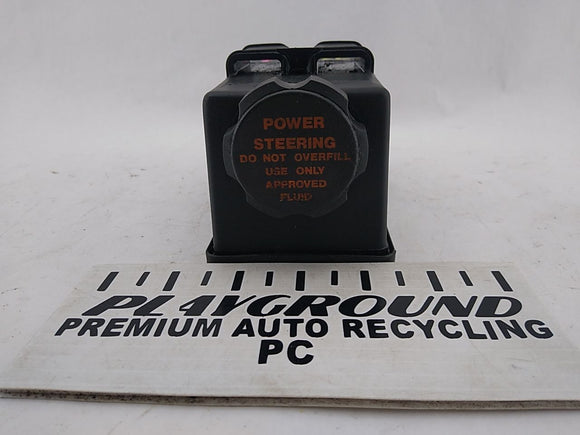 POWER
STEERING
DO NOT OVERFILL
USE ONLY
APPROVED
FLUID
PLAYGROUND
PREMIUM AUTO RECYCLING
PC